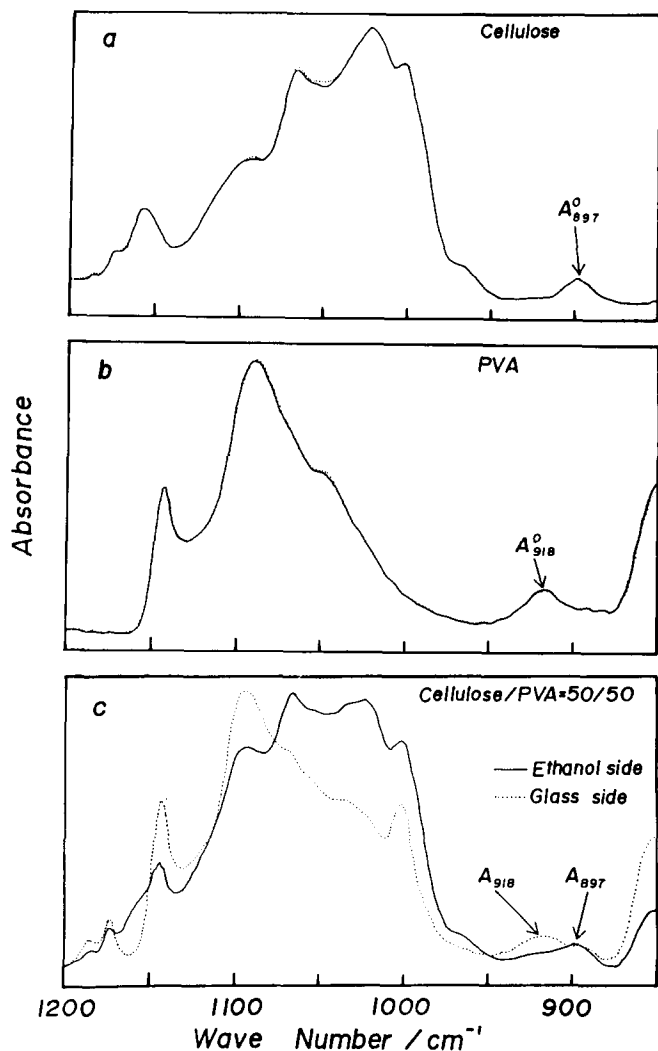 a
Cellulose
A⁰₈₉₇
b
PVA
A⁰₉₁₈
c
Cellulose/PVA=50/50
Ethanol side
Glass side
A₉₁₈
A₈₉₇
Absorbance
1200 1100 1000 900
Wave Number / cm⁻¹